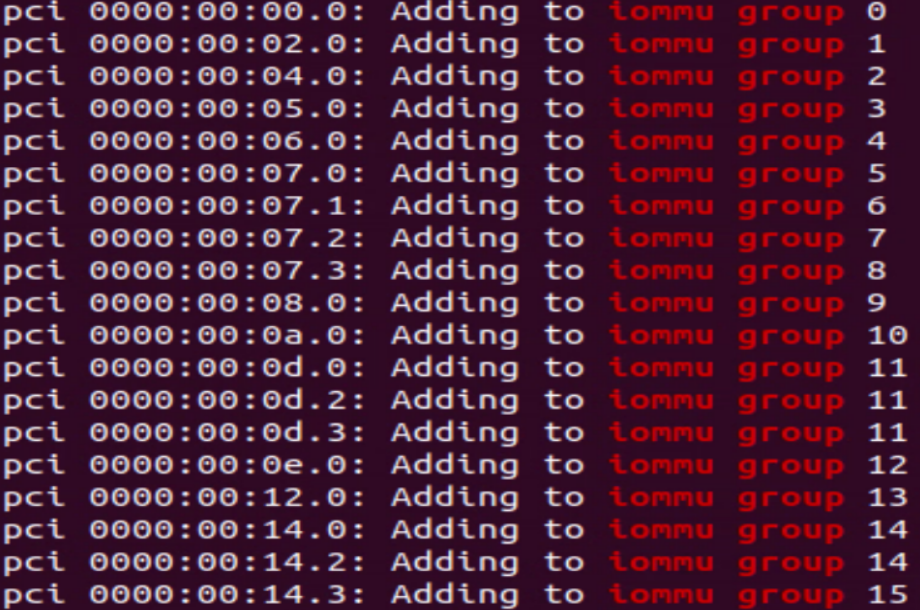 pci 0000:00:00.0: Adding to iommu group 0
pci 0000:00:02.0: Adding to iommu group 1
pci 0000:00:04.0: Adding to iommu group 2
pci 0000:00:05.0: Adding to iommu group 3
pci 0000:00:06.0: Adding to iommu group 4
pci 0000:00:07.0: Adding to iommu group 5
pci 0000:00:07.1: Adding to iommu group 6
pci 0000:00:07.2: Adding to iommu group 7
pci 0000:00:07.3: Adding to iommu group 8
pci 0000:00:08.0: Adding to iommu group 9
pci 0000:00:0a.0: Adding to iommu group 10
pci 0000:00:0d.0: Adding to iommu group 11
pci 0000:00:0d.2: Adding to iommu group 11
pci 0000:00:0d.3: Adding to iommu group 11
pci 0000:00:0e.0: Adding to iommu group 12
pci 0000:00:12.0: Adding to iommu group 13
pci 0000:00:14.0: Adding to iommu group 14
pci 0000:00:14.2: Adding to iommu group 14
pci 0000:00:14.3: Adding to iommu group 15